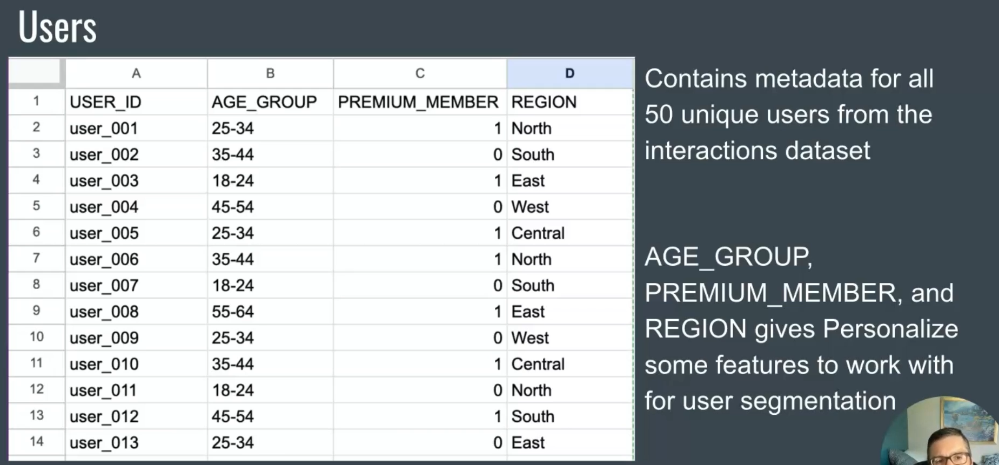 Users
A B C D
1 USER_ID AGE_GROUP PREMIUM_MEMBER REGION
2 user_001 25-34 1 North
3 user_002 35-44 0 South
4 user_003 18-24 1 East
5 user_004 45-54 0 West
6 user_005 25-34 1 Central
7 user_006 35-44 1 North
8 user_007 18-24 0 South
9 user_008 55-64 1 East
10 user_009 25-34 0 West
11 user_010 35-44 1 Central
12 user_011 18-24 0 North
13 user_012 45-54 1 South
14 user_013 25-34 0 East
Contains metadata for all
50 unique users from the
interactions dataset
AGE_GROUP,
PREMIUM_MEMBER, and
REGION gives Personalize
some features to work with
for user segmentation